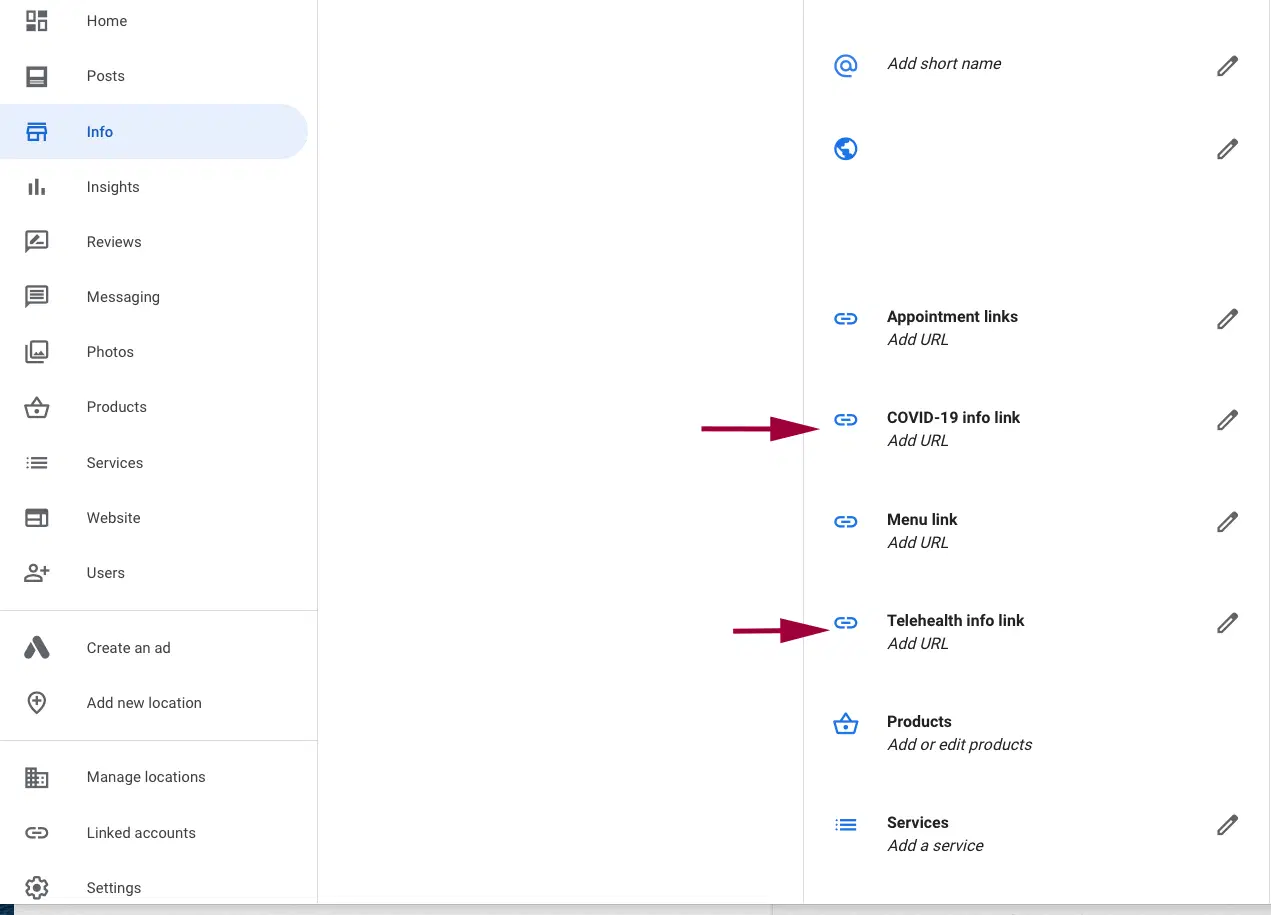 Home
Posts
Info
Insights
Reviews
Messaging
Photos
Products
Services
Website
Users
Create an ad
Add new location
Manage locations
Linked accounts
Settings
Add short name
Appointment links
Add URL
COVID-19 info link
Add URL
Menu link
Add URL
Telehealth info link
Add URL
Products
Add or edit products
Services
Add a service